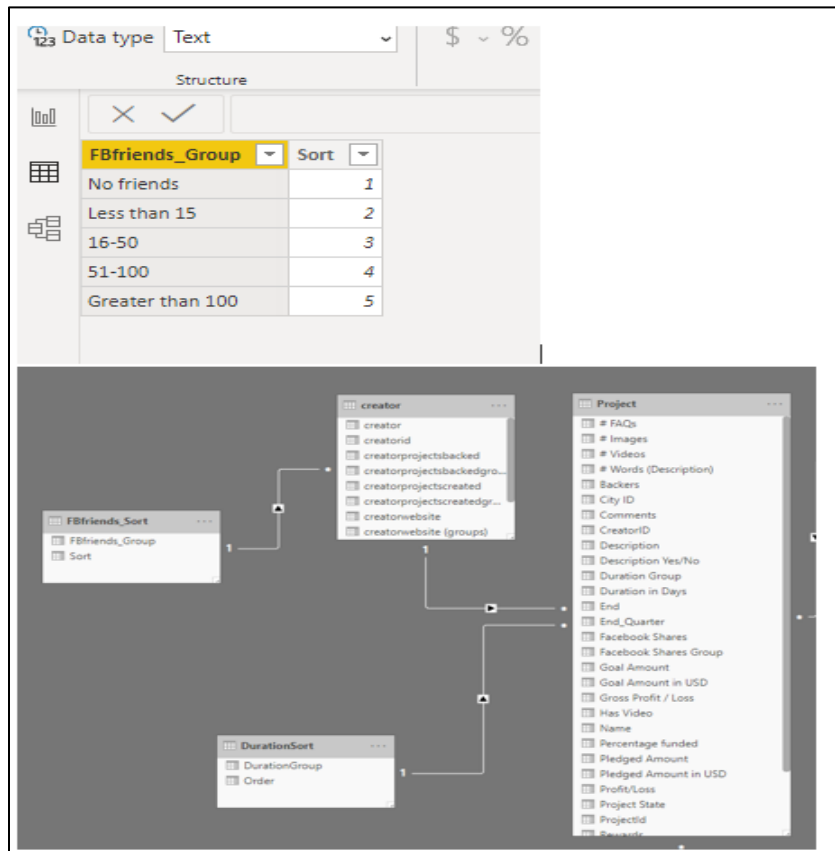 Data type Text $ %
Structure
FBfriends_Group Sort
No friends 1
Less than 15 2
16-50 3
51-100 4
Greater than 100 5
creator ...
creator
creatorid
creatorprojectsbacked
creatorprojectsbackedgro...
creatorprojectscreated
creatorprojectscreatedgr...
creatorwebsite
creatorwebsite (groups)
1
FBfriends_Sort ...
FBfriends_Group
Sort
1
DurationSort ...
DurationGroup
Order
1
Project ...
# FAQs
# Images
# Videos
# Words (Description)
Backers
City ID
Comments
CreatorID
Description
Description Yes/No
Duration Group
Duration in Days
End
End_Quarter
Facebook Shares
Facebook Shares Group
Goal Amount
Goal Amount in USD
Gross Profit / Loss
Has Video
Name
Percentage funded
Pledged Amount
Pledged Amount in USD
Profit/Loss
Project State
ProjectId
Rewards